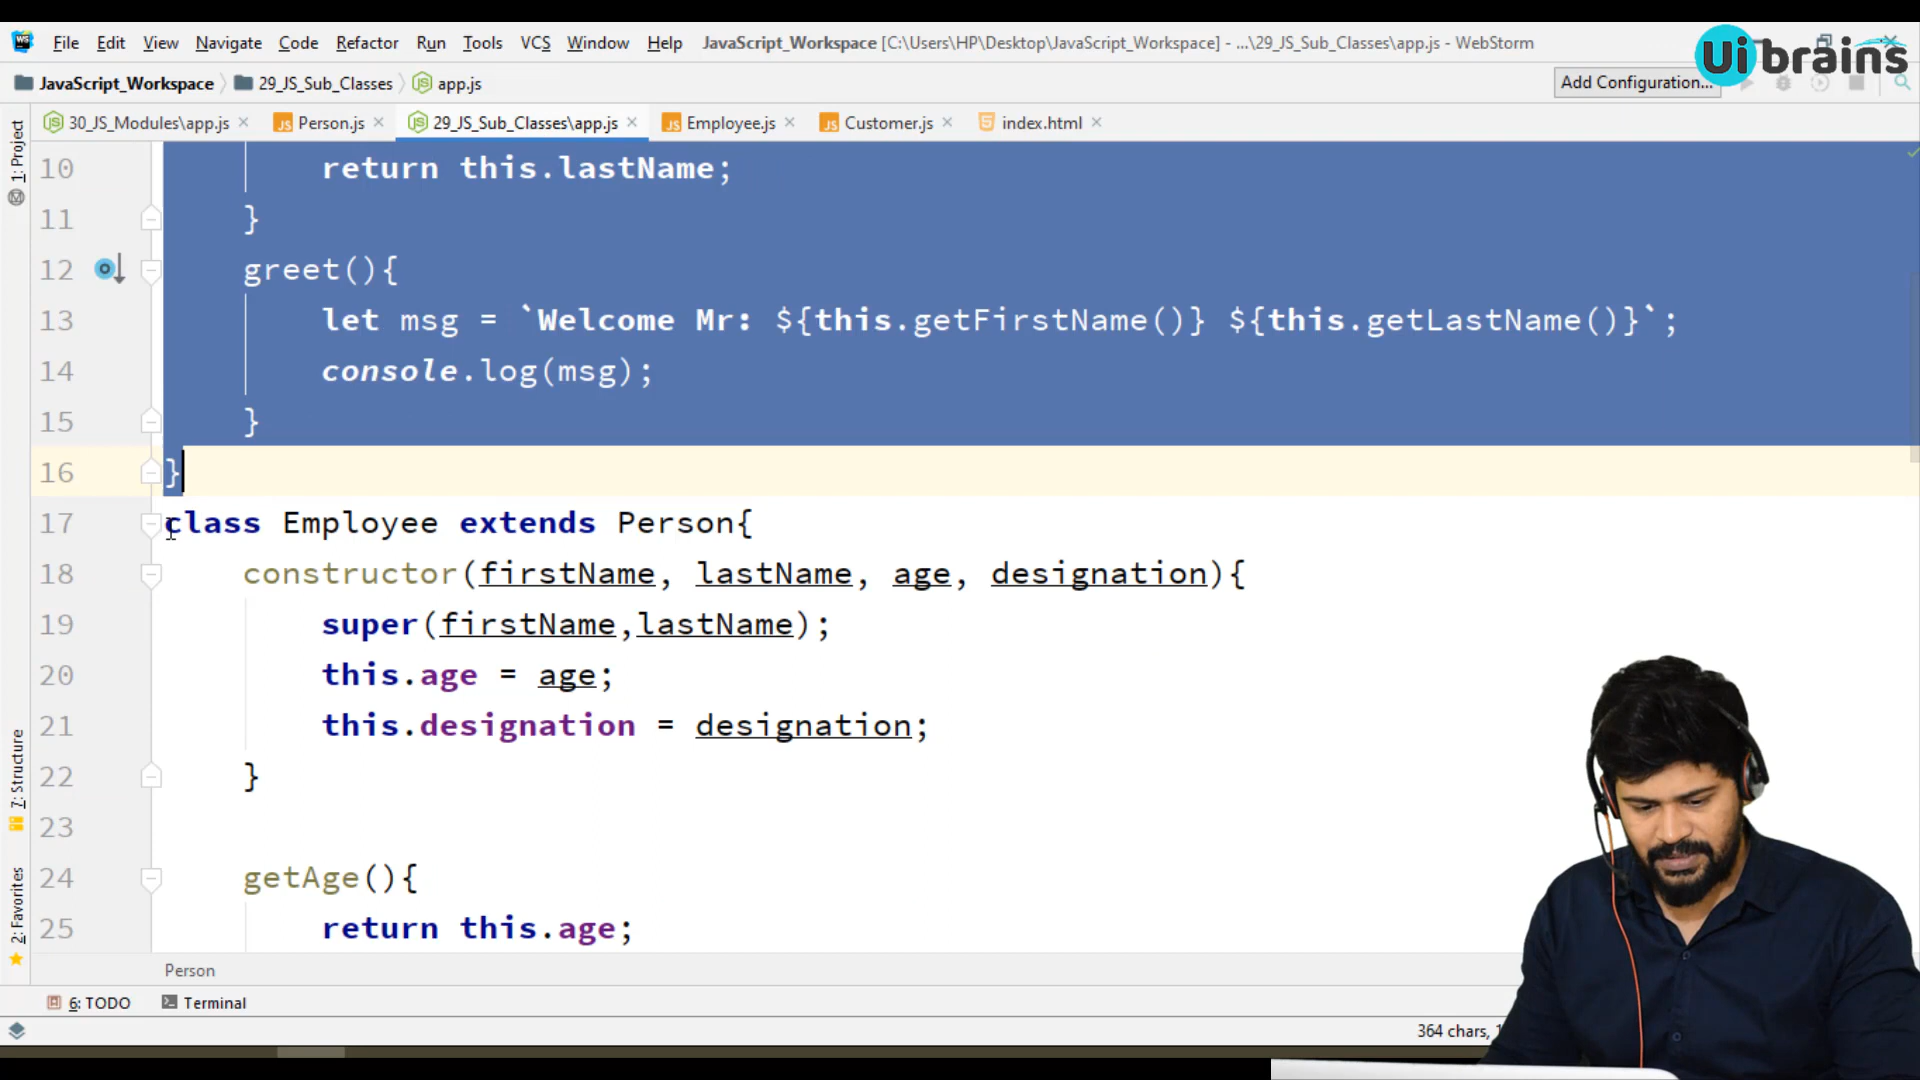 File Edit View Navigate Code Refactor Run Tools VCS Window Help JavaScript_Workspace [C:\Users\HP\Desktop\JavaScript_Workspace] - ...\29_JS_Sub_Classes\app.js - WebStorm
Ui brains
JavaScript_Workspace 29_JS_Sub_Classes app.js Add Configuration...
30_JS_Modules\app.js Person.js 29_JS_Sub_Classes\app.js Employee.js Customer.js index.html
1: Project
7: Structure
2: Favorites
10 return this.lastName;
11 }
12 greet(){
13 let msg = `Welcome Mr: ${this.getFirstName()} ${this.getLastName()}`;
14 console.log(msg);
15 }
16 }
17 class Employee extends Person{
18 constructor(firstName, lastName, age, designation){
19 super(firstName,lastName);
20 this.age = age;
21 this.designation = designation;
22 }
23
24 getAge(){
25 return this.age;
Person
6: TODO Terminal
364 chars,